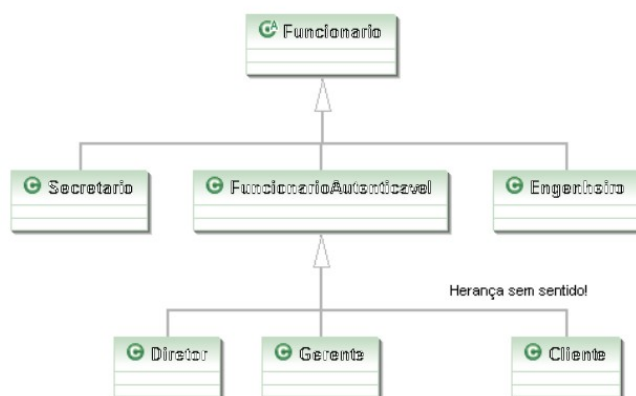 Funcionario
Secretario
FuncionarioAutenticavel
Engenheiro
Herança sem sentido!
Diretor
Gerente
Cliente